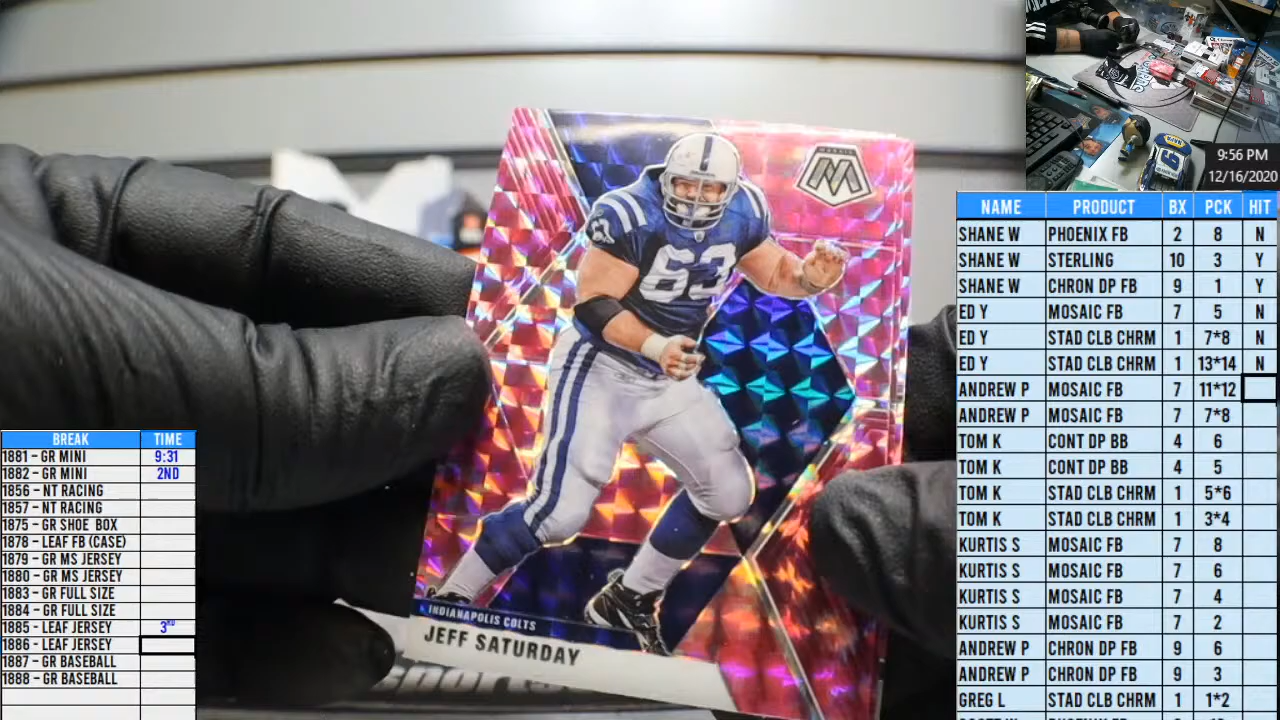 MOSAIC
M
63
63
INDIANAPOLIS COLTS
JEFF SATURDAY
9:56 PM
12/16/2020
NAME PRODUCT BX PCK HIT
SHANE W PHOENIX FB 2 8 N
SHANE W STERLING 10 3 Y
SHANE W CHRON DP FB 9 1 Y
ED Y MOSAIC FB 7 5 N
ED Y STAD CLB CHRM 1 7*8 N
ED Y STAD CLB CHRM 1 13*14 N
ANDREW P MOSAIC FB 7 11*12
ANDREW P MOSAIC FB 7 7*8
TOM K CONT DP BB 4 6
TOM K CONT DP BB 4 5
TOM K STAD CLB CHRM 1 5*6
TOM K STAD CLB CHRM 1 3*4
KURTIS S MOSAIC FB 7 8
KURTIS S MOSAIC FB 7 6
KURTIS S MOSAIC FB 7 4
KURTIS S MOSAIC FB 7 2
ANDREW P CHRON DP FB 9 6
ANDREW P CHRON DP FB 9 3
GREG L STAD CLB CHRM 1 1*2
BREAK TIME
1881 – GR MINI 9:31
1882 – GR MINI 2ND
1856 – NT RACING
1857 – NT RACING
1875 – GR SHOE BOX
1878 – LEAF FB (CASE)
1879 – GR MS JERSEY
1880 – GR MS JERSEY
1883 – GR FULL SIZE
1884 – GR FULL SIZE
1885 – LEAF JERSEY 3RD
1886 – LEAF JERSEY
1887 – GR BASEBALL
1888 – GR BASEBALL